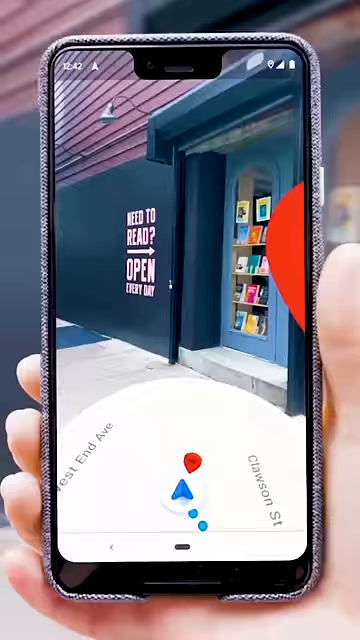 12:42
NEED TO
READ?
OPEN
EVERY DAY
West End Ave
Clawson St